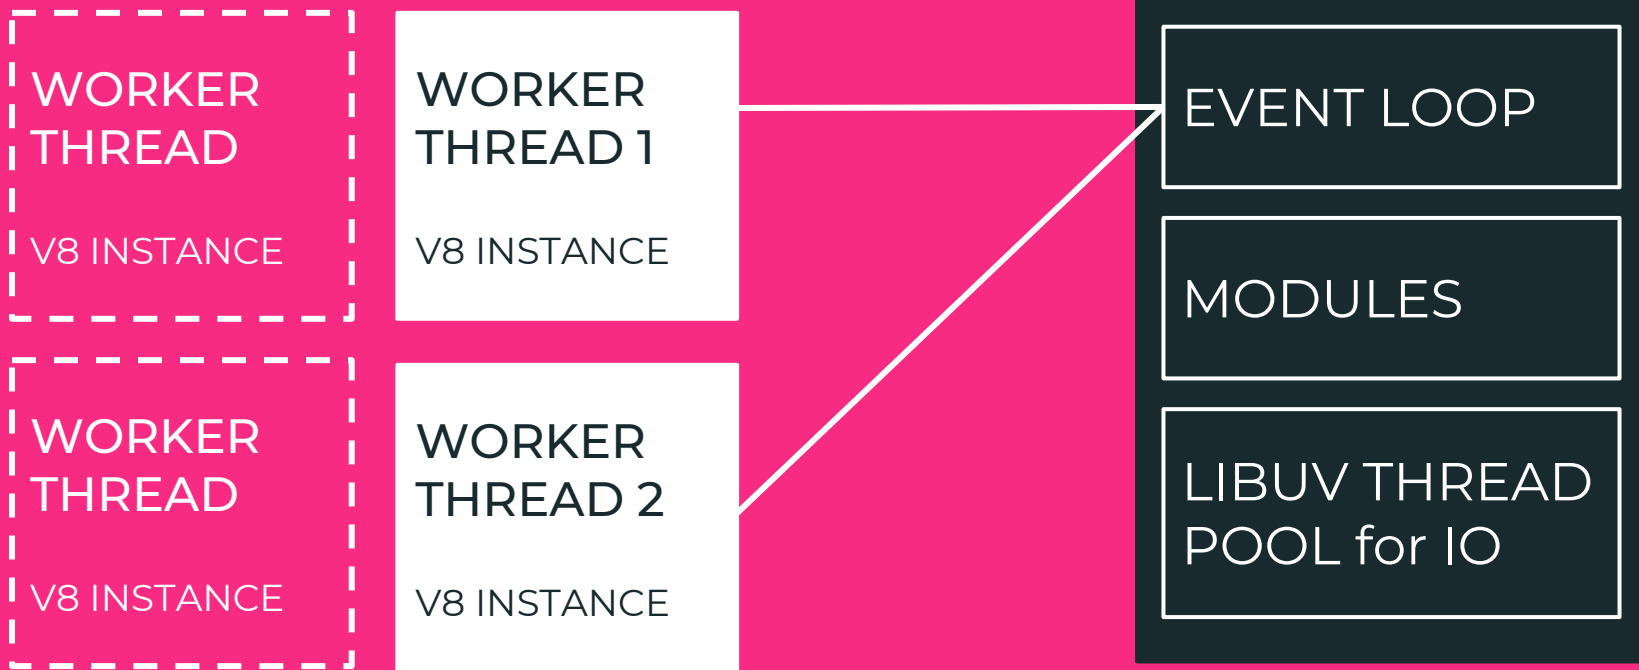 WORKER
THREAD
V8 INSTANCE
WORKER
THREAD 1
V8 INSTANCE
WORKER
THREAD
V8 INSTANCE
WORKER
THREAD 2
V8 INSTANCE
EVENT LOOP
MODULES
LIBUV THREAD
POOL for IO